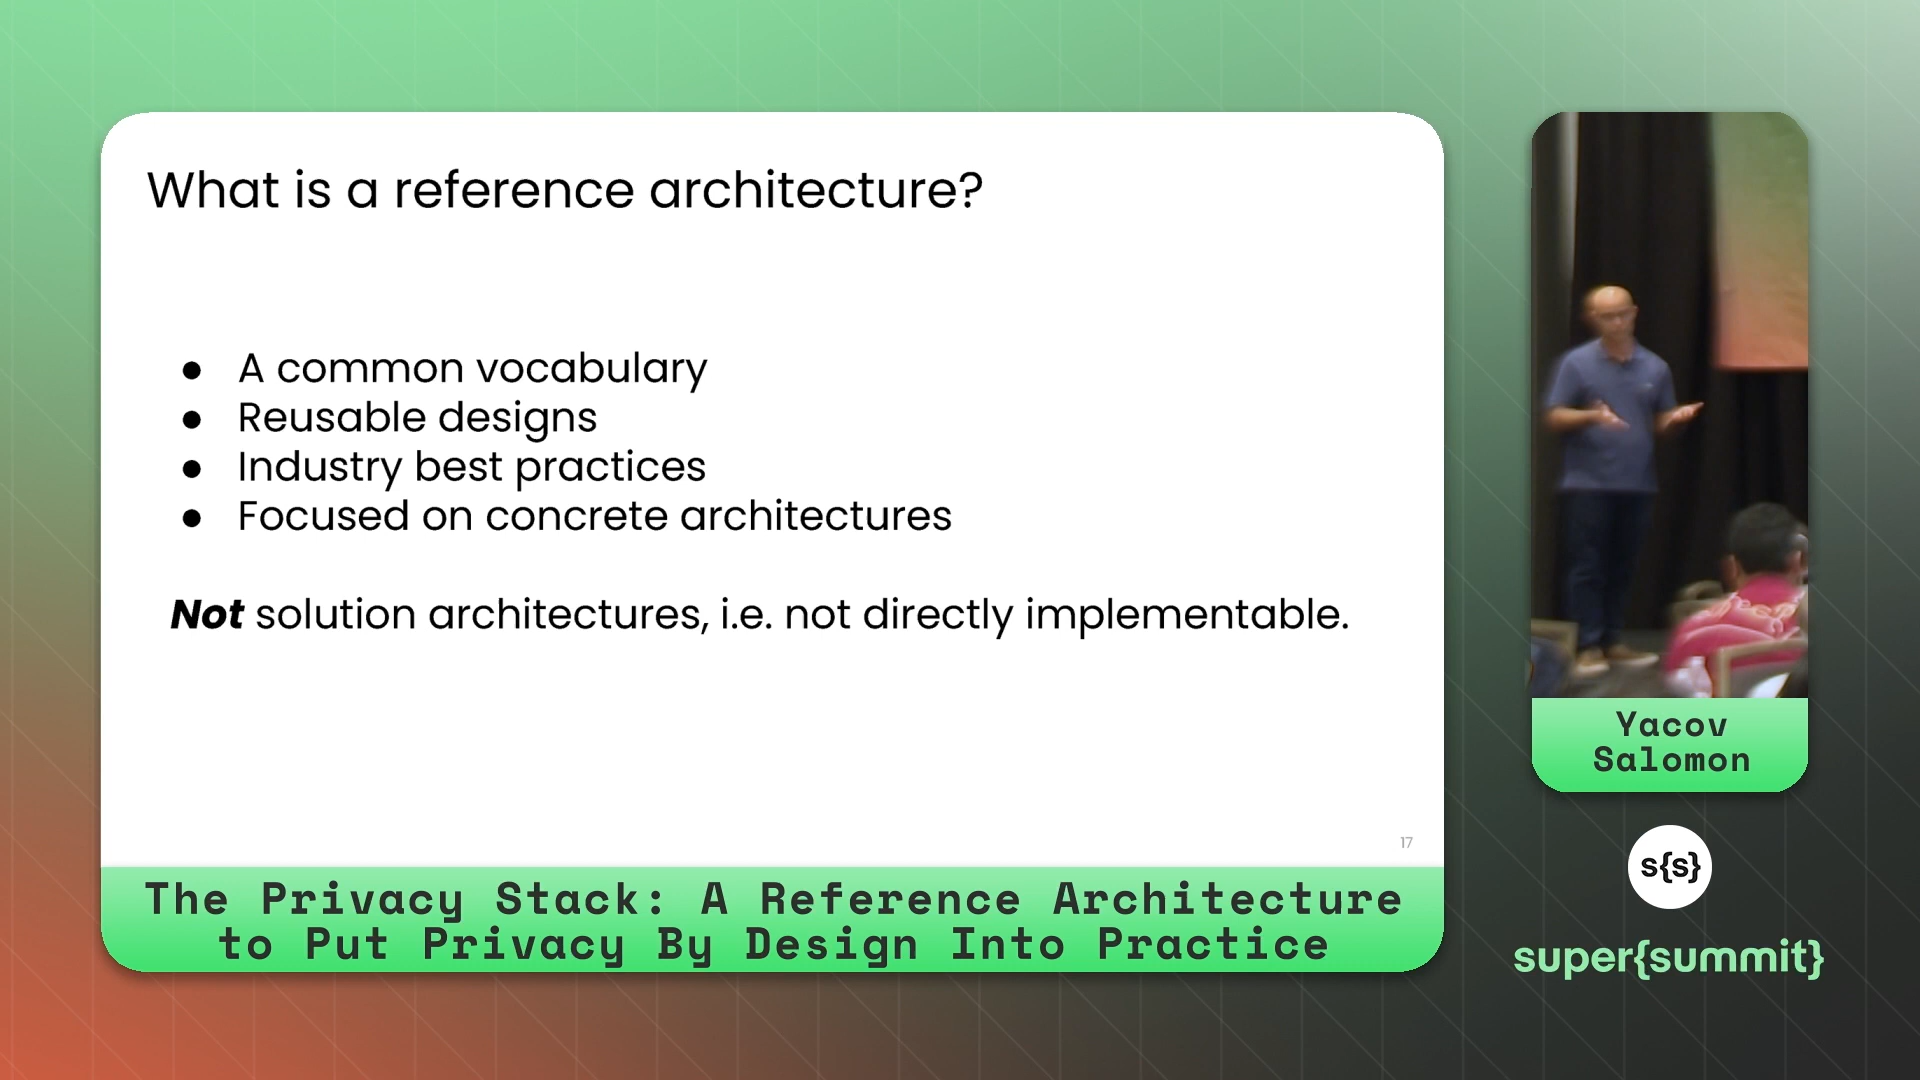 What is a reference architecture?
● A common vocabulary
● Reusable designs
● Industry best practices
● Focused on concrete architectures
Not solution architectures, i.e. not directly implementable.
17
The Privacy Stack: A Reference Architecture
to Put Privacy By Design Into Practice
Yacov
Salomon
s{s}
super{summit}